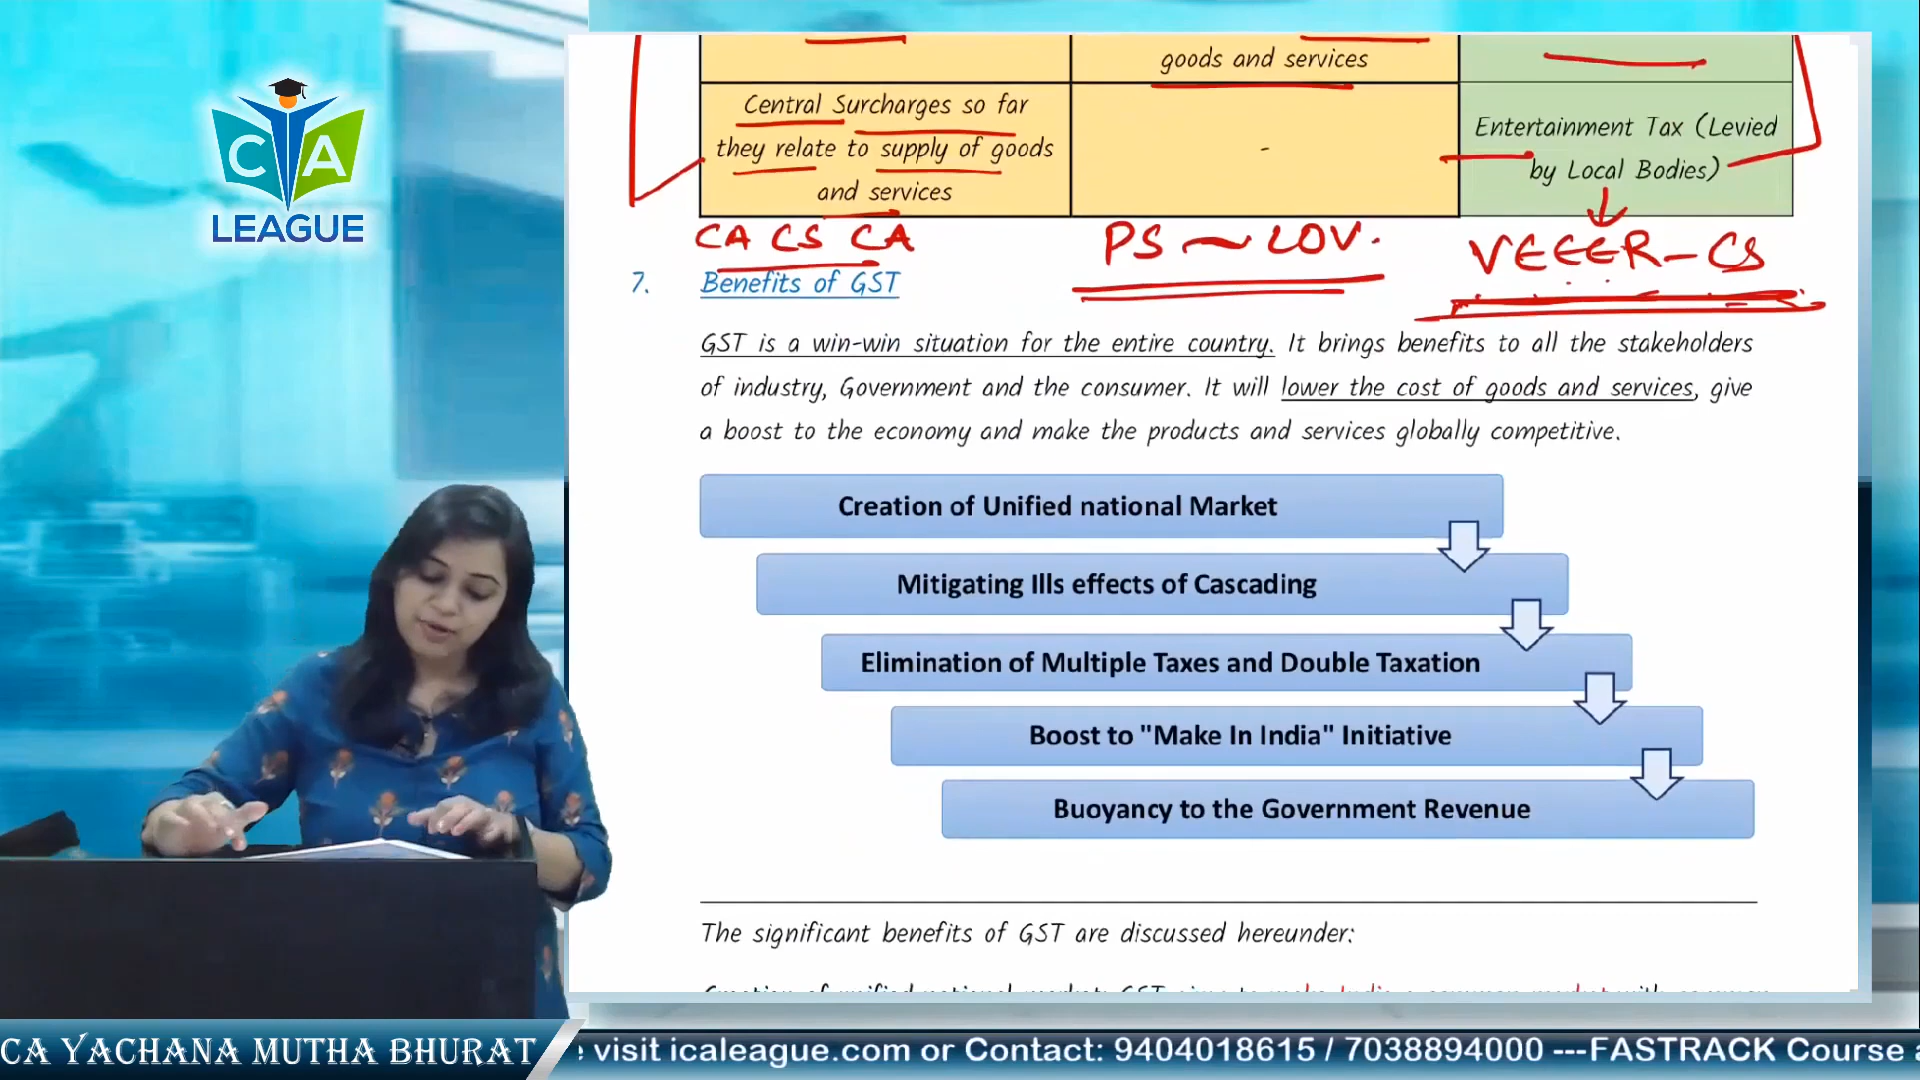 C A
LEAGUE
goods and services
Central Surcharges so far
they relate to supply of goods
and services
-
Entertainment Tax (Levied
by Local Bodies)
CA CS CA
PS ~ LOV.
VEEER-CS
7. Benefits of GST
GST is a win-win situation for the entire country. It brings benefits to all the stakeholders
of industry, Government and the consumer. It will lower the cost of goods and services, give
a boost to the economy and make the products and services globally competitive.
Creation of Unified national Market
Mitigating Ills effects of Cascading
Elimination of Multiple Taxes and Double Taxation
Boost to "Make In India" Initiative
Buoyancy to the Government Revenue
The significant benefits of GST are discussed hereunder:
CA YACHANA MUTHA BHURAT
visit icaleague.com or Contact: 9404018615 / 7038894000 ---FASTRACK Course